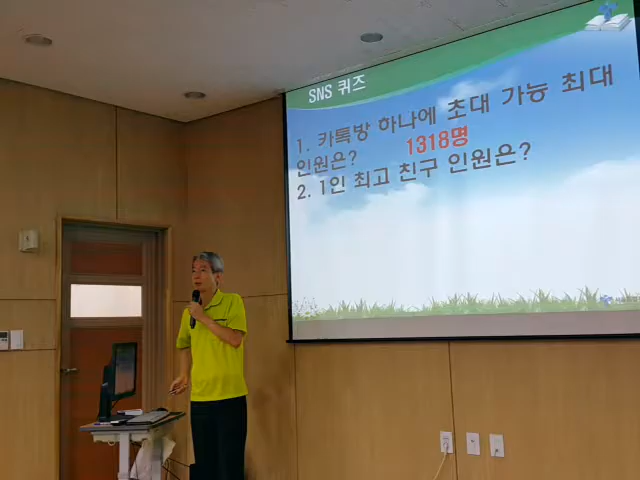 SNS 퀴즈
1. 카톡방 하나에 초대 가능 최대
인원은? 1318명
2. 1인 최고 친구 인원은?